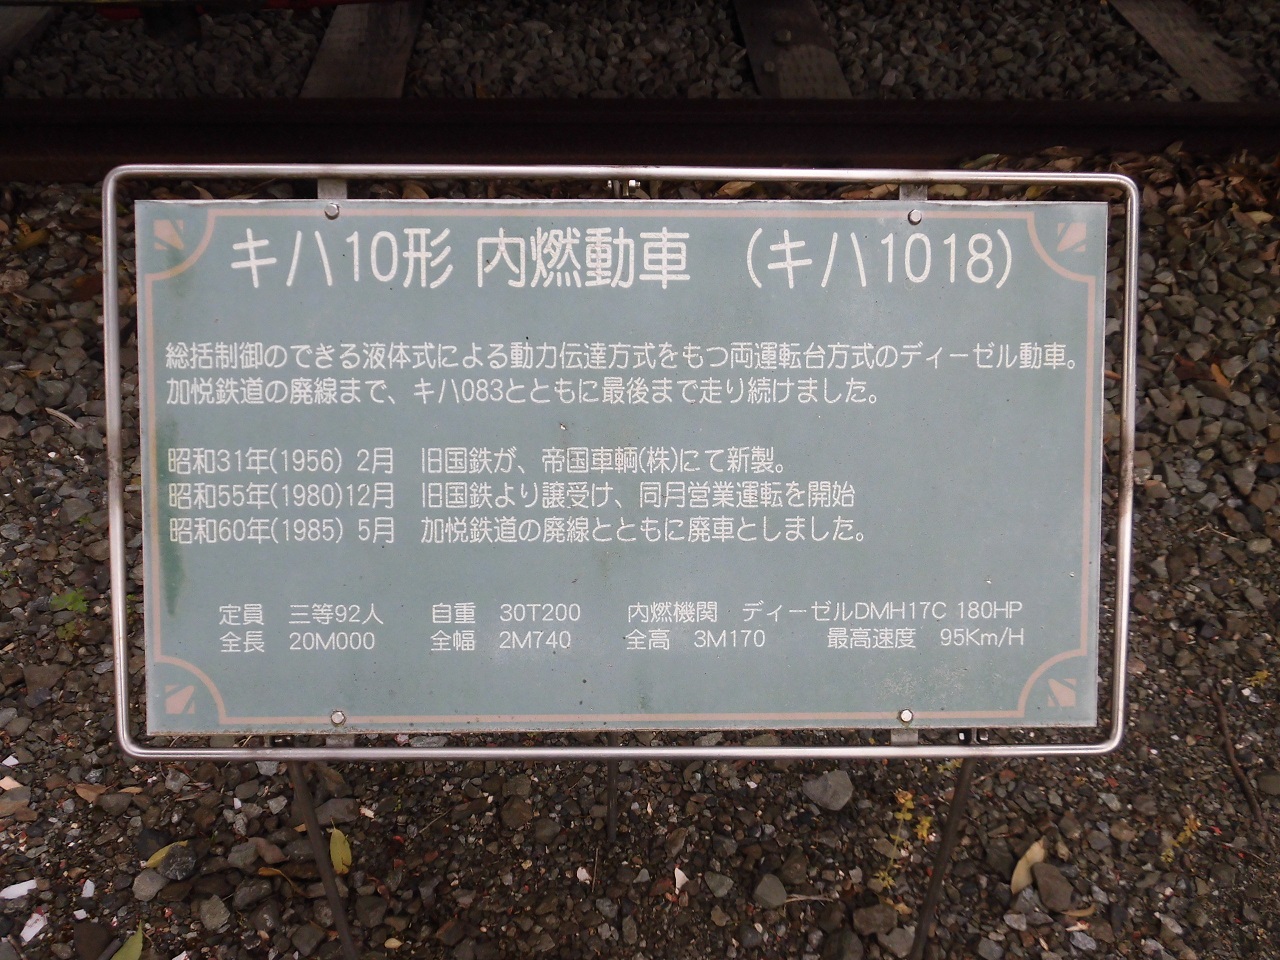 キハ10形 内燃動車 （キハ1018）
総括制御のできる液体式による動力伝達方式をもつ両運転台方式のディーゼル動車。
加悦鉄道の廃線まで、キハ083とともに最後まで走り続けました。
昭和31年(1956) 2月 旧国鉄が、帝国車輌(株)にて新製。
昭和55年(1980)12月 旧国鉄より譲受け、同月営業運転を開始
昭和60年(1985) 5月 加悦鉄道の廃線とともに廃車としました。
定員 三等92人 自重 30T200 内燃機関 ディーゼルDMH17C 180HP
全長 20M000 全幅 2M740 全高 3M170 最高速度 95Km/H